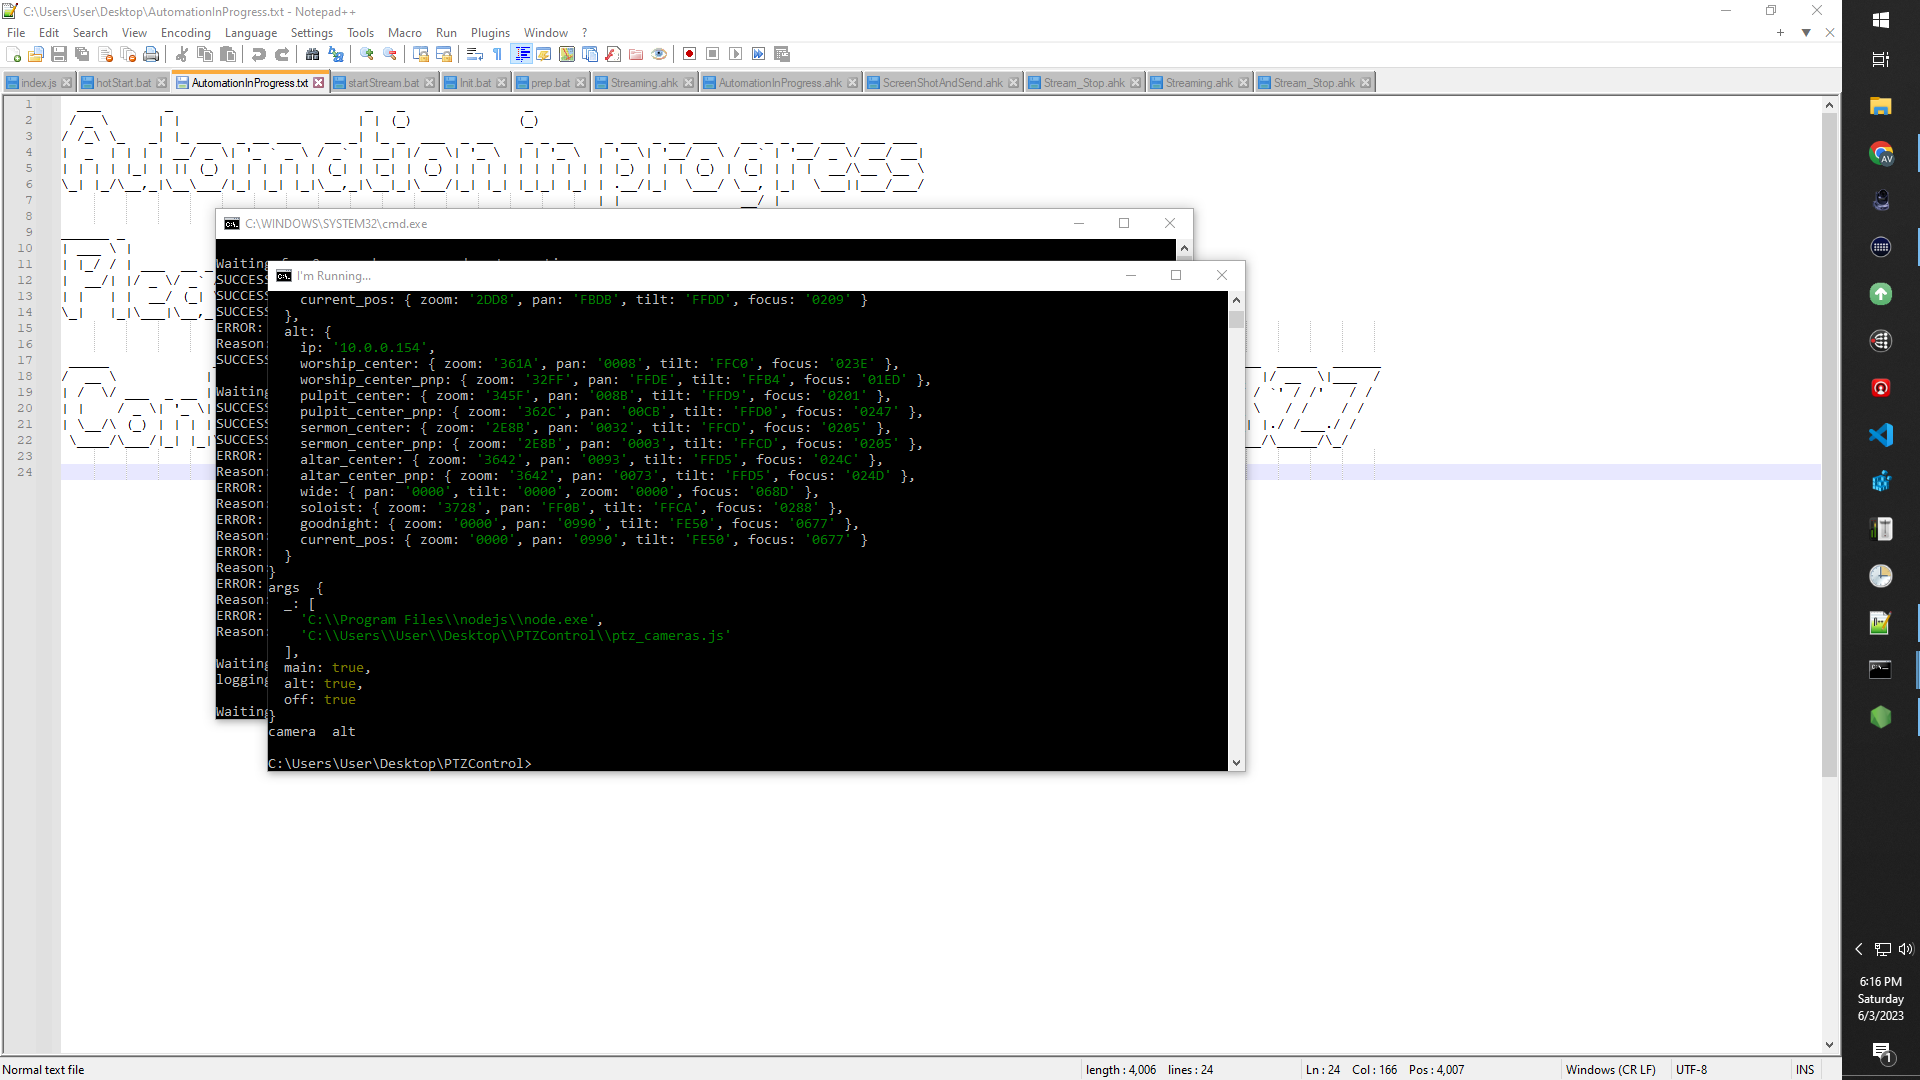 C:\Users\User\Desktop\AutomationInProgress.txt - Notepad++
File Edit Search View Encoding Language Settings Tools Macro Run Plugins Window ?
index.js hotStart.bat AutomationInProgress.txt startStream.bat Init.bat prep.bat Streaming.ahk AutomationInProgress.ahk ScreenShotAndSend.ahk Stream_Stop.ahk Streaming.ahk Stream_Stop.ahk
1
2
3
4
5
6
7
8
9
10
11
12
13
14
15
16
17
18
19
20
21
22
23
24
Automation in progress
C:\WINDOWS\SYSTEM32\cmd.exe
Waiting
SUCCESS
SUCCESS
SUCCESS
ERROR:
Reason:
SUCCESS
Waiting
SUCCESS
SUCCESS
SUCCESS
ERROR:
Reason:
ERROR:
Reason:
ERROR:
Reason:
ERROR:
Reason:
ERROR:
Reason:
ERROR:
Reason:
Waiting
logging
Waiting
I'm Running...
current_pos: { zoom: '2DD8', pan: 'FBDB', tilt: 'FFDD', focus: '0209' }
},
alt: {
ip: '10.0.0.154',
worship_center: { zoom: '361A', pan: '0008', tilt: 'FFC0', focus: '023E' },
worship_center_pnp: { zoom: '32FF', pan: 'FFDE', tilt: 'FFB4', focus: '01ED' },
pulpit_center: { zoom: '345F', pan: '008B', tilt: 'FFD9', focus: '0201' },
pulpit_center_pnp: { zoom: '362C', pan: '00CB', tilt: 'FFD0', focus: '0247' },
sermon_center: { zoom: '2E8B', pan: '0032', tilt: 'FFCD', focus: '0205' },
sermon_center_pnp: { zoom: '2E8B', pan: '0003', tilt: 'FFCD', focus: '0205' },
altar_center: { zoom: '3642', pan: '0093', tilt: 'FFD5', focus: '024C' },
altar_center_pnp: { zoom: '3642', pan: '0073', tilt: 'FFD5', focus: '024D' },
wide: { pan: '0000', tilt: '0000', zoom: '0000', focus: '068D' },
soloist: { zoom: '3728', pan: 'FF0B', tilt: 'FFCA', focus: '0288' },
goodnight: { zoom: '0000', pan: '0990', tilt: 'FE50', focus: '0677' },
current_pos: { zoom: '0000', pan: '0990', tilt: 'FE50', focus: '0677' }
}
}
args {
_: [
'C:\\Program Files\\nodejs\\node.exe',
'C:\\Users\\User\\Desktop\\PTZControl\\ptz_cameras.js'
],
main: true,
alt: true,
off: true
}
camera alt
C:\Users\User\Desktop\PTZControl>
6:16 PM
Saturday
6/3/2023
1
Normal text file length : 4,006 lines : 24 Ln : 24 Col : 166 Pos : 4,007 Windows (CR LF) UTF-8 INS